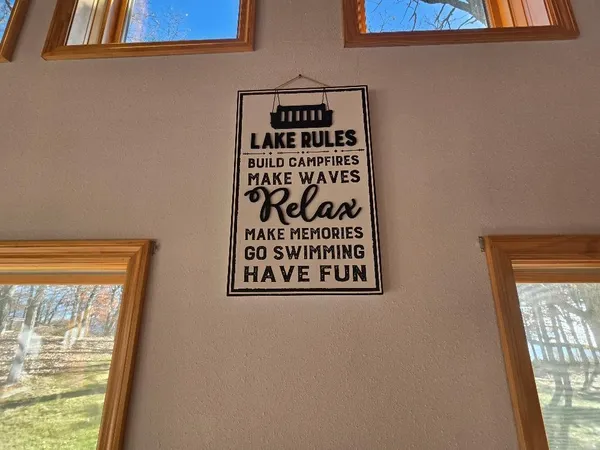 LAKE RULES
BUILD CAMPFIRES
MAKE WAVES
Relax
MAKE MEMORIES
GO SWIMMING
HAVE FUN